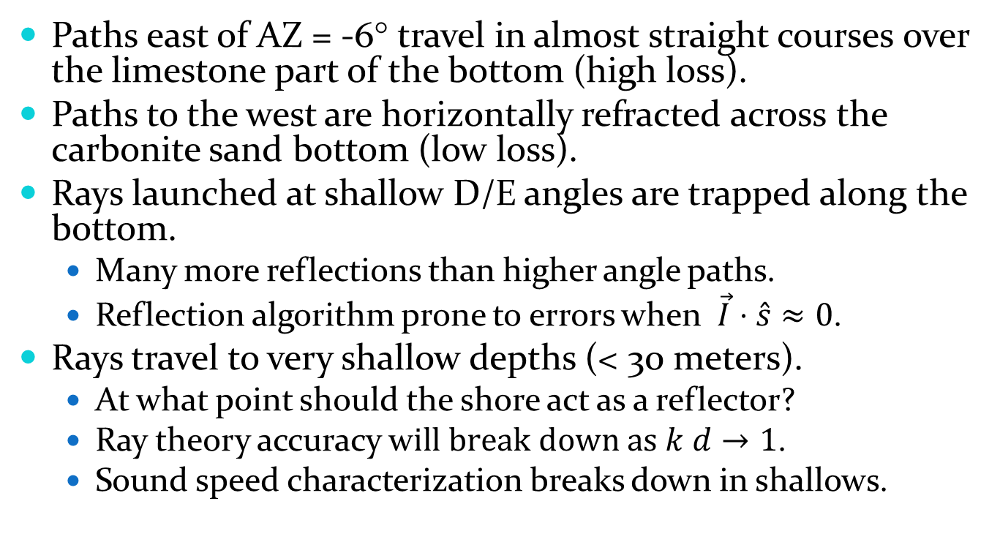 • Paths east of AZ = -6° travel in almost straight courses over
the limestone part of the bottom (high loss).
• Paths to the west are horizontally refracted across the
carbonite sand bottom (low loss).
• Rays launched at shallow D/E angles are trapped along the
bottom.
• Many more reflections than higher angle paths.
• Reflection algorithm prone to errors when $\vec{I} \cdot \hat{s} \approx 0$.
• Rays travel to very shallow depths (< 30 meters).
• At what point should the shore act as a reflector?
• Ray theory accuracy will break down as k d → 1.
• Sound speed characterization breaks down in shallows.